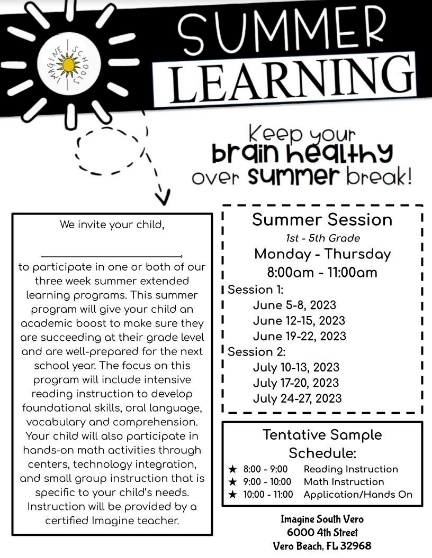 IMAGINE SCHOOLS
SUMMER
LEARNING
Keep your
brain healthy
over summer break!
We invite your child,
to participate in one or both of our
three week summer extended
learning programs. This summer
program will give your child an
academic boost to make sure they
are succeeding at their grade level
and are well-prepared for the next
school year. The focus on this
program will include intensive
reading instruction to develop
foundational skills, oral language,
vocabulary and comprehension.
Your child will also participate in
hands-on math activities through
centers, technology integration,
and small group instruction that is
specific to your child's needs.
Instruction will be provided by a
certified Imagine teacher.
Summer Session
1st - 5th Grade
Monday - Thursday
8:00am - 11:00am
Session 1:
June 5-8, 2023
June 12-15, 2023
June 19-22, 2023
Session 2:
July 10-13, 2023
July 17-20, 2023
July 24-27, 2023
Tentative Sample
Schedule:
★ 8:00 - 9:00 Reading Instruction
★ 9:00 - 10:00 Math Instruction
★ 10:00 - 11:00 Application/Hands On
Imagine South Vero
6000 4th Street
Vero Beach, FL 32968